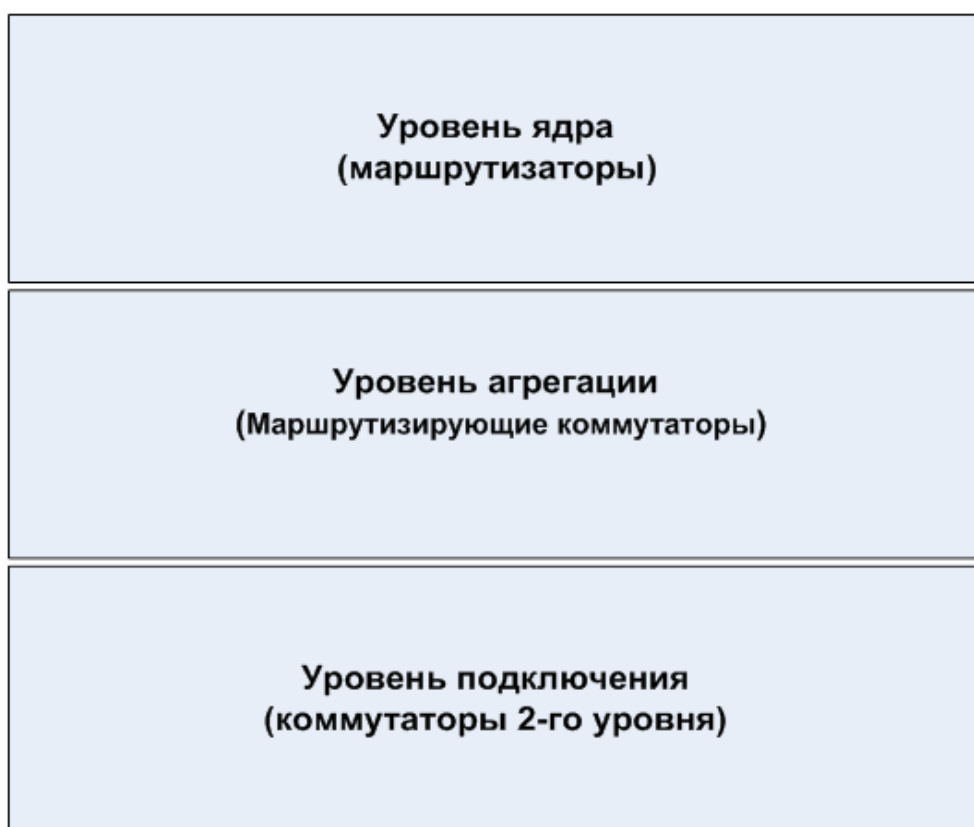 Уровень ядра
(маршрутизаторы)
Уровень агрегации
(Маршрутизирующие коммутаторы)
Уровень подключения
(коммутаторы 2-го уровня)